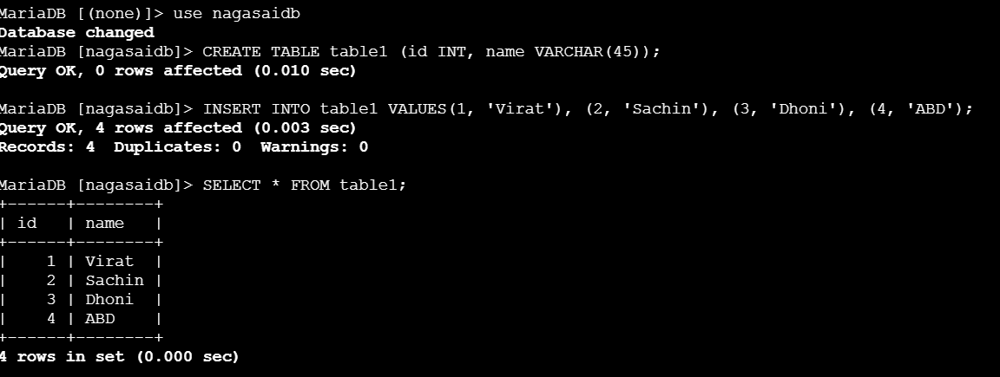 MariaDB [(none)]> use nagasaidb
Database changed
MariaDB [nagasaidb]> CREATE TABLE table1 (id INT, name VARCHAR(45));
Query OK, 0 rows affected (0.010 sec)

MariaDB [nagasaidb]> INSERT INTO table1 VALUES(1, 'Virat'), (2, 'Sachin'), (3, 'Dhoni'), (4, 'ABD');
Query OK, 4 rows affected (0.003 sec)
Records: 4  Duplicates: 0  Warnings: 0

MariaDB [nagasaidb]> SELECT * FROM table1;
+------+--------+
| id   | name   |
+------+--------+
|    1 | Virat  |
|    2 | Sachin |
|    3 | Dhoni  |
|    4 | ABD    |
+------+--------+
4 rows in set (0.000 sec)